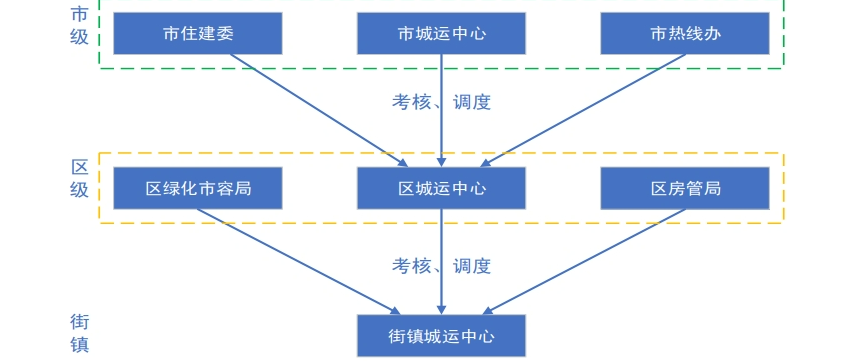 市级
市住建委
市城运中心
市热线办
考核、调度
区级
区绿化市容局
区城运中心
区房管局
考核、调度
街镇
街镇城运中心